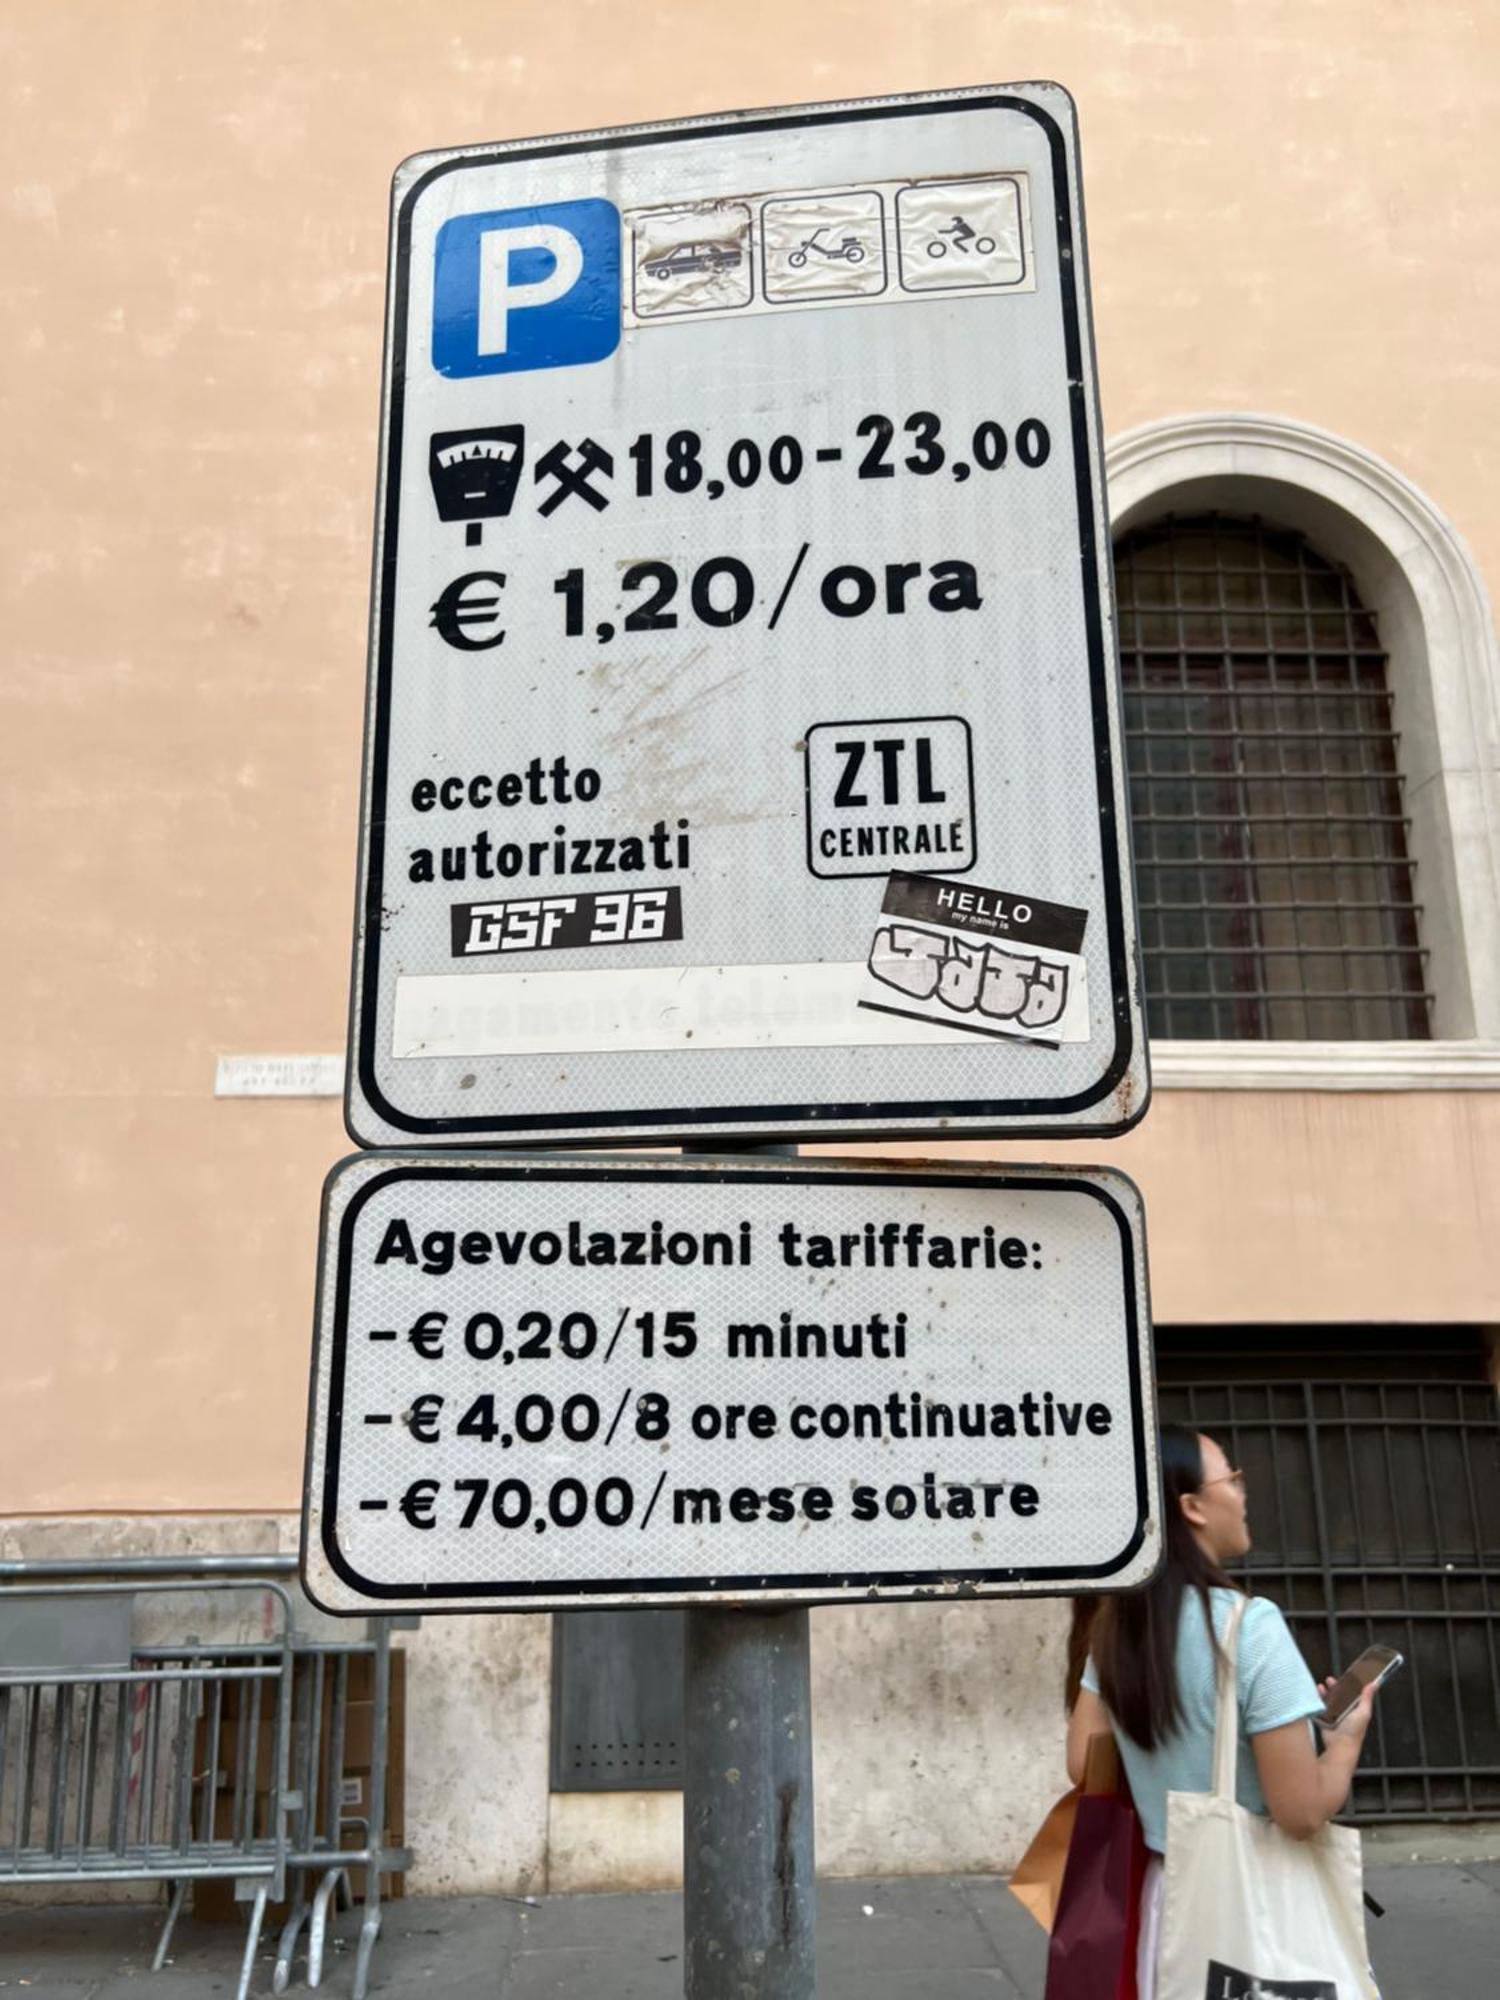 P
18,00-23,00
€ 1,20/ora
eccetto
autorizzati
ZTL
CENTRALE
GSF 96
HELLO
my name is
Agevolazioni tariffarie:
-€ 0,20/15 minuti
-€ 4,00/8 ore continuative
-€ 70,00/mese solare